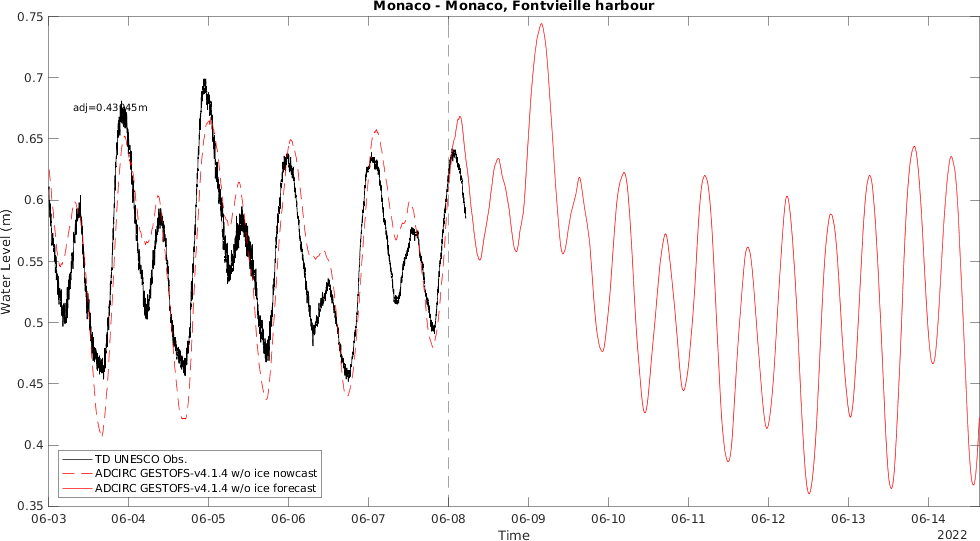 Monaco - Monaco, Fontvieille harbour
0.75
0.7
0.65
0.6
0.55
0.5
0.45
0.4
0.35
Water Level (m)
TD UNESCO Obs.
ADCIRC GESTOFS-v4.1.4 w/o ice nowcast
ADCIRC GESTOFS-v4.1.4 w/o ice forecast
06-03 06-04 06-05 06-06 06-07 06-08 06-09 06-10 06-11 06-12 06-13 06-14
Time
2022